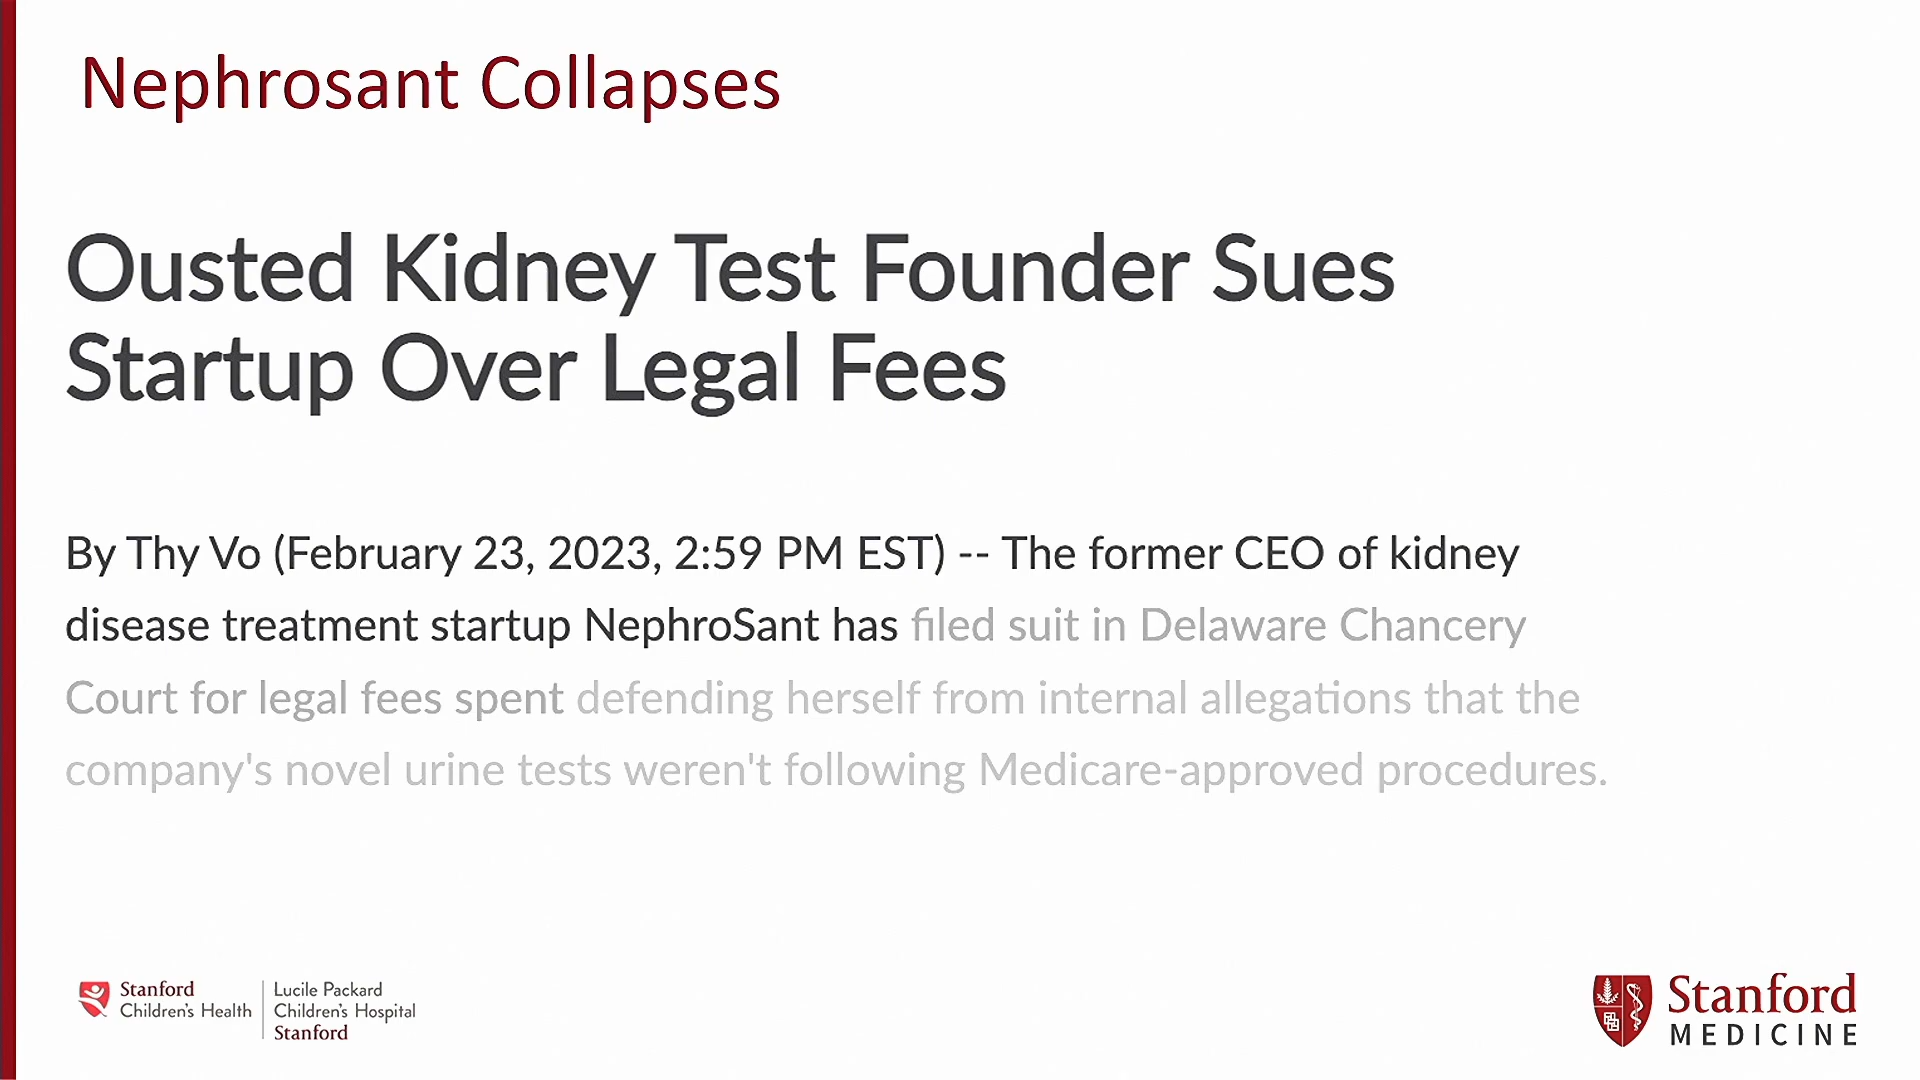 Nephrosant Collapses
Ousted Kidney Test Founder Sues
Startup Over Legal Fees
By Thy Vo (February 23, 2023, 2:59 PM EST) -- The former CEO of kidney
disease treatment startup NephroSant has filed suit in Delaware Chancery
Court for legal fees spent defending herself from internal allegations that the
company's novel urine tests weren't following Medicare-approved procedures.
Stanford
Children's Health
Lucile Packard
Children's Hospital
Stanford
Stanford
MEDICINE